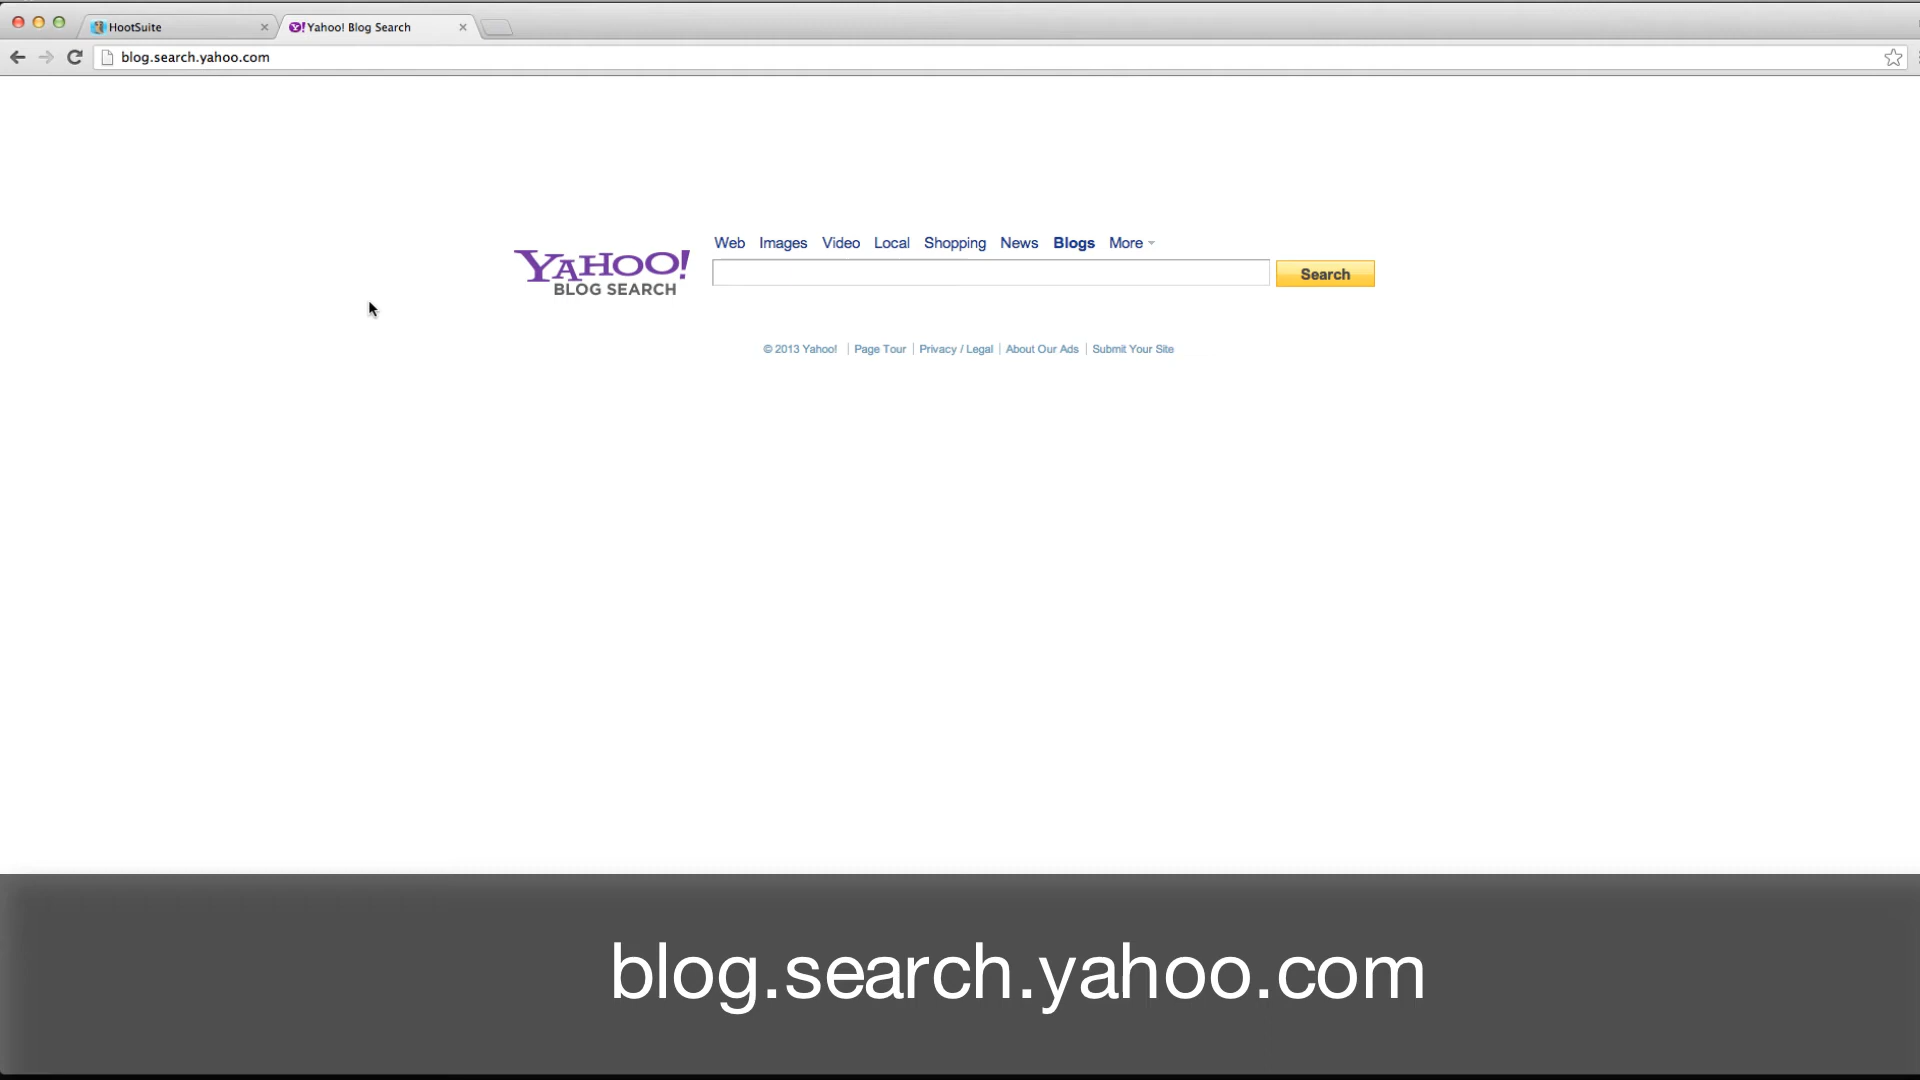 HootSuite
Yahoo! Blog Search
blog.search.yahoo.com
Web Images Video Local Shopping News Blogs More
YAHOO!
BLOG SEARCH
Search
© 2013 Yahoo! | Page Tour | Privacy / Legal | About Our Ads | Submit Your Site
blog.search.yahoo.com